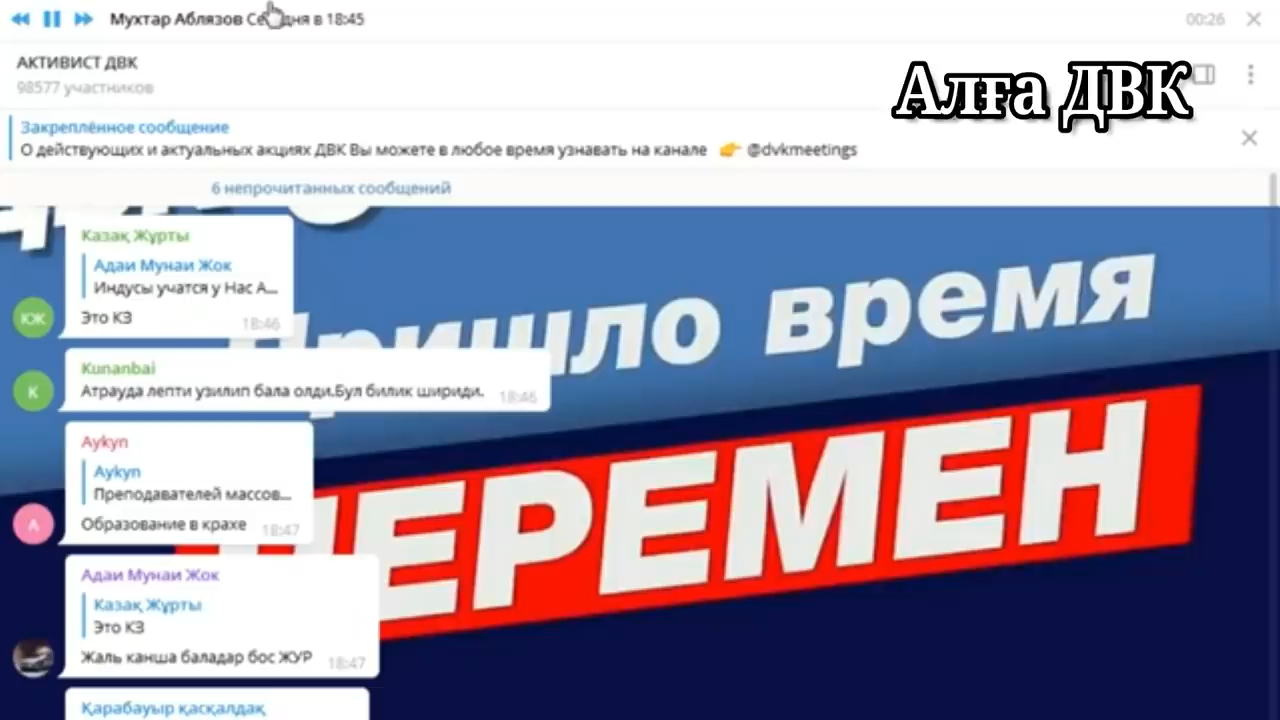 Мухтар Аблязов Сегодня в 18:45
00:26
АКТИВИСТ ДВК
98577 участников
Алға ДВК
Закреплённое сообщение
О действующих и актуальных акциях ДВК Вы можете в любое время узнавать на канале 👉 @dvkmeetings
6 непрочитанных сообщений
Казақ Жұрты
Адаи Мунаи Жок
Индусы учатся у Нас А...
Это КЗ
18:46
КЖ
Kunanbai
Атрауда лепти узилип бала олди.Бул билик шириди.
18:46
K
Aykyn
Aykyn
Преподавателей массов...
Образование в крахе
18:47
A
Адаи Мунаи Жок
Казақ Жұрты
Это КЗ
Жаль канша баладар бос ЖУР
18:47
Қарабауыр қасқалдақ
Пришло время
ПЕРЕМЕН